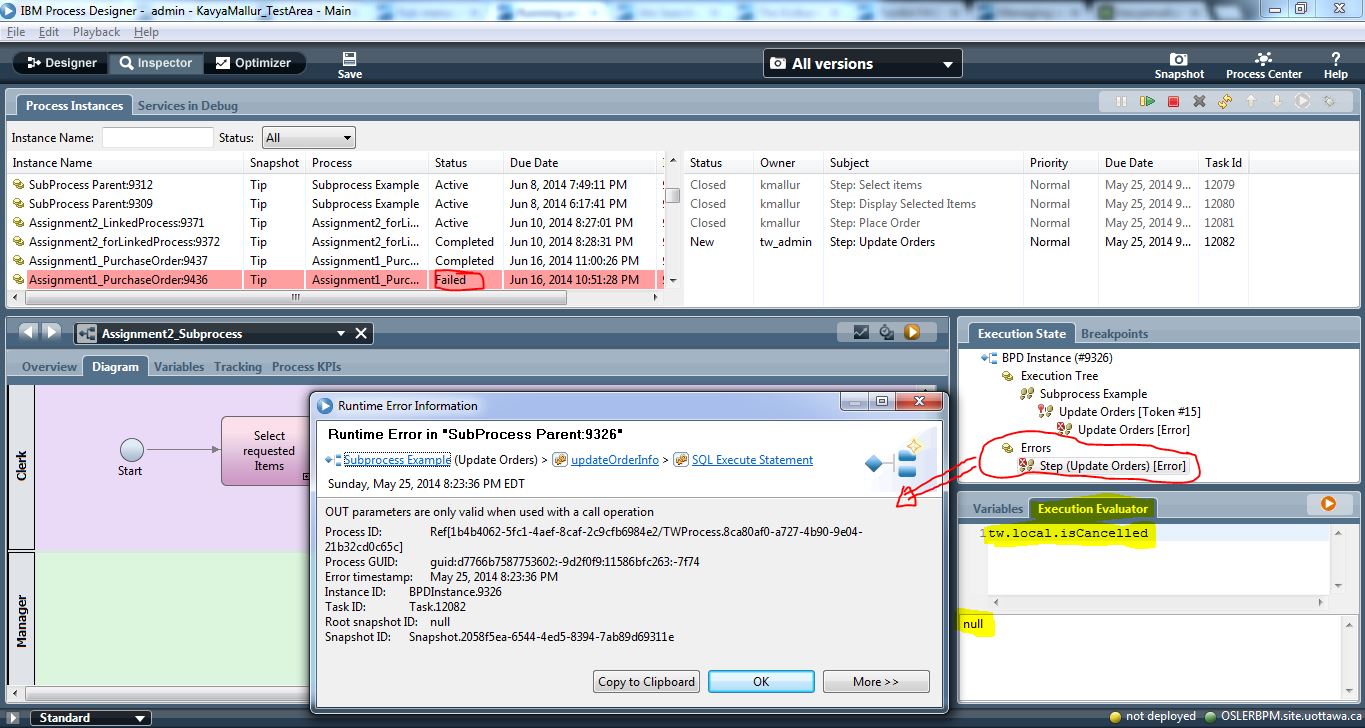 IBM Process Designer - _admin - KavyaMallur_TestArea - Main
File Edit Playback Help
Designer Inspector Optimizer Save All versions Snapshot Process Center Help
Process Instances Services in Debug
Instance Name: Status: All
Instance Name Snapshot Process Status Due Date
SubProcess Parent:9312 Tip Subprocess Example Active Jun 8, 2014 7:49:11 PM
SubProcess Parent:9309 Tip Subprocess Example Active Jun 8, 2014 6:17:41 PM
Assignment2_LinkedProcess:9371 Tip Assignment2_forLi... Active Jun 10, 2014 8:27:01 PM
Assignment2_forLinkedProcess:9372 Tip Assignment2_forLi... Completed Jun 10, 2014 8:28:31 PM
Assignment1_PurchaseOrder:9437 Tip Assignment1_Purc... Completed Jun 16, 2014 11:00:26 PM
Assignment1_PurchaseOrder:9436 Tip Assignment1_Purc... Failed Jun 16, 2014 10:51:28 PM
Status Owner Subject Priority Due Date Task Id
Closed kmallur Step: Select items Normal May 25, 2014 9... 12079
Closed kmallur Step: Display Selected Items Normal May 25, 2014 9... 12080
Closed kmallur Step: Place Order Normal May 25, 2014 9... 12081
New tw_admin Step: Update Orders Normal May 25, 2014 9... 12082
Assignment2_Subprocess
Overview Diagram Variables Tracking Process KPIs
Clerk
Start
Select
requested
Items
Manager
Runtime Error Information
Runtime Error in "SubProcess Parent:9326"
Subprocess Example (Update Orders) > updateOrderInfo > SQL Execute Statement
Sunday, May 25, 2014 8:23:36 PM EDT
OUT parameters are only valid when used with a call operation
Process ID: Ref[1b4b4062-5fc1-4aef-8caf-2c9cfb6984e2/TWProcess.8ca80af0-a727-4b90-9e04-
21b32cd0c65c]
Process GUID: guid:d7766b7587753602:-9d2f0f9:11586bfc263:-7f74
Error timestamp: May 25, 2014 8:23:36 PM
Instance ID: BPDInstance.9326
Task ID: Task.12082
Root snapshot ID: null
Snapshot ID: Snapshot.2058f5ea-6544-4ed5-8394-7ab89d69311e
Copy to Clipboard OK More >>
Execution State Breakpoints
BPD Instance (#9326)
Execution Tree
Subprocess Example
Update Orders [Token #15]
Update Orders [Error]
Errors
Step (Update Orders) [Error]
Variables Execution Evaluator
1tw.local.isCancelled
null
Standard not deployed OSLERBPM.site.uottawa.ca